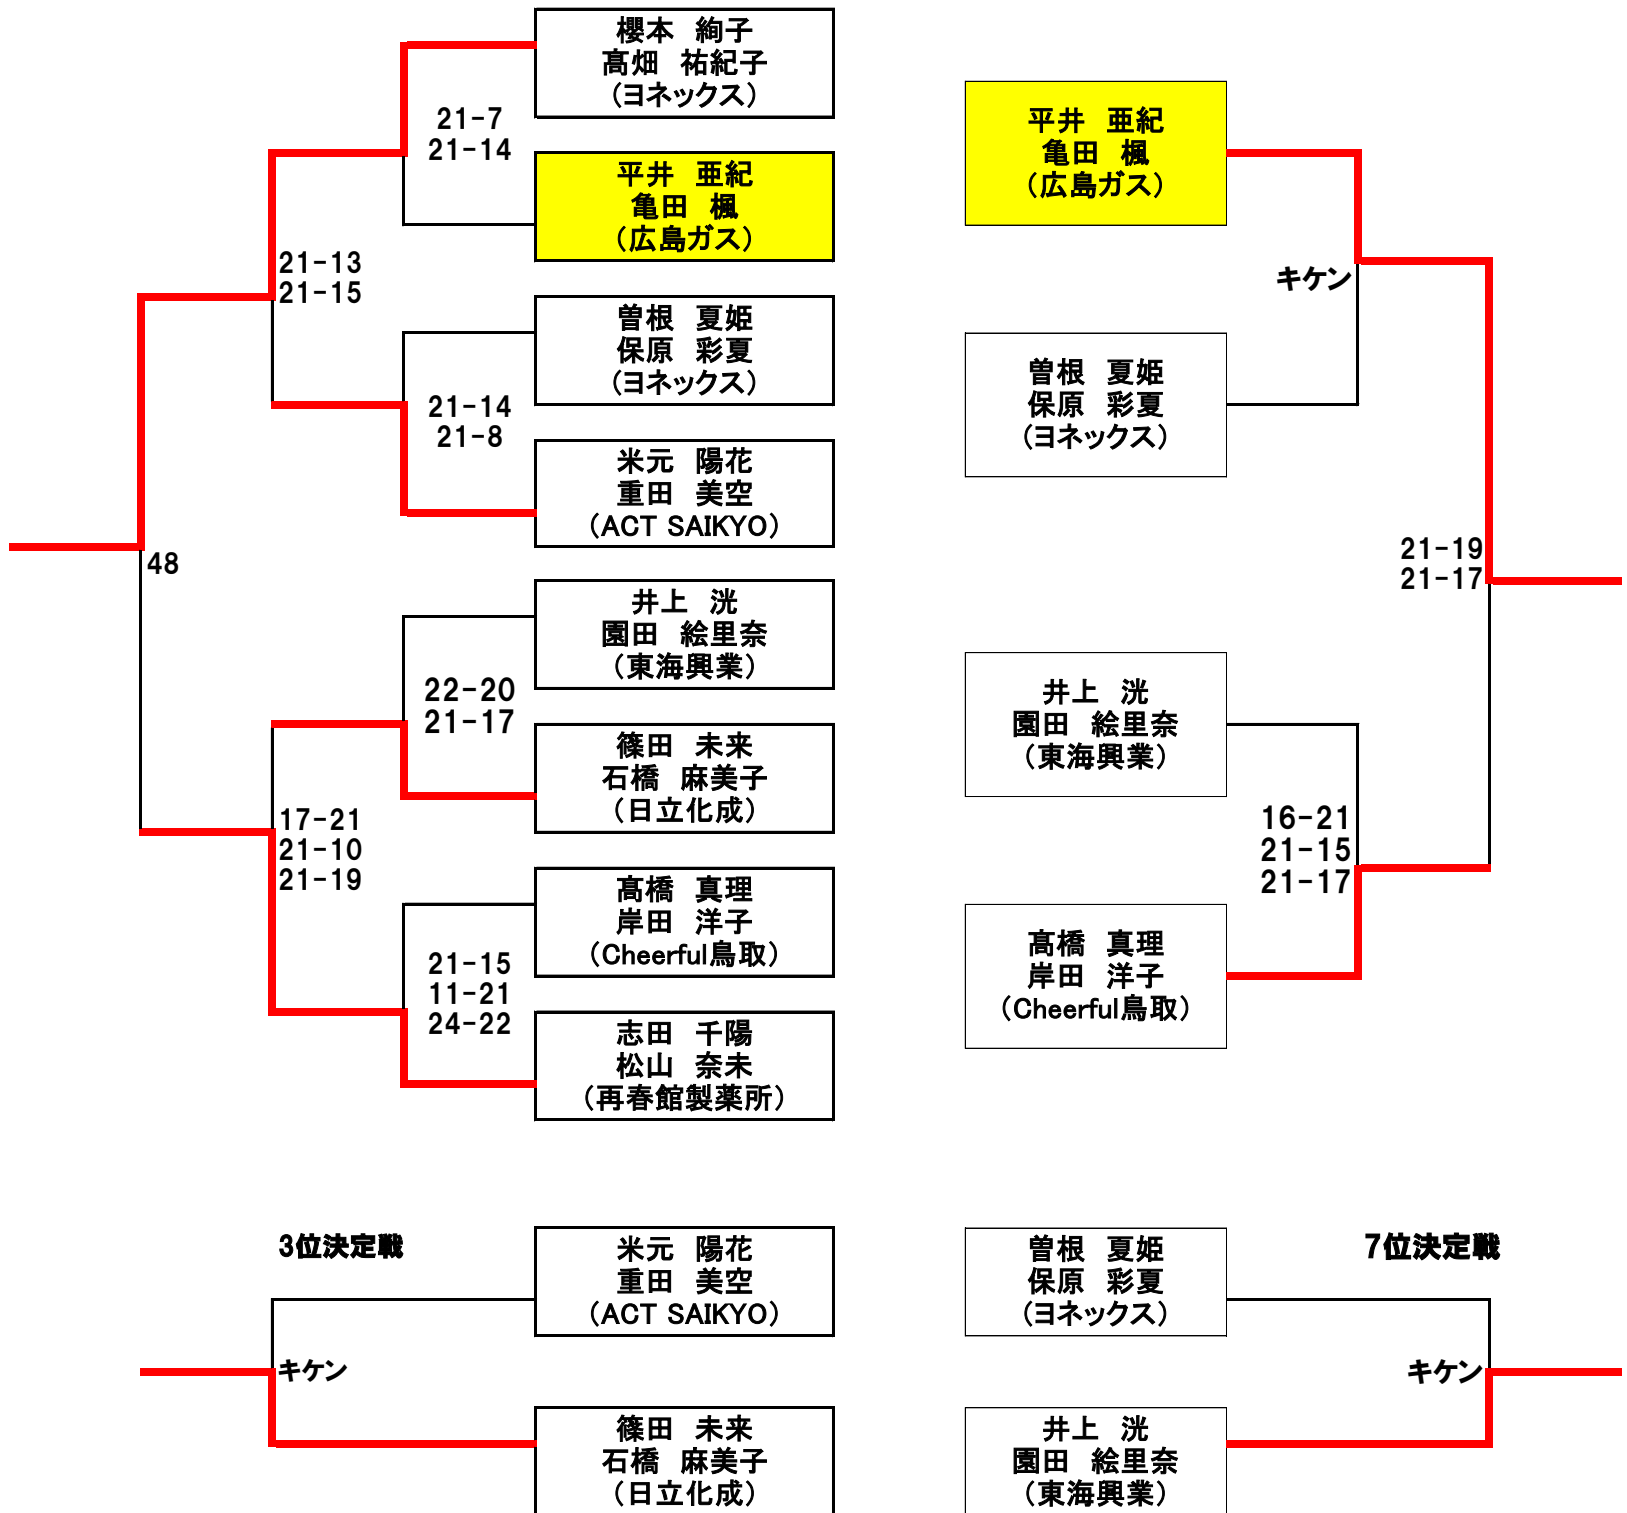 櫻本 絢子
髙畑 祐紀子
(ヨネックス)
21-7
21-14
平井 亜紀
亀田 楓
(広島ガス)
21-13
21-15
曽根 夏姫
保原 彩夏
(ヨネックス)
21-14
21-8
米元 陽花
重田 美空
(ACT SAIKYO)
48
井上 洸
園田 絵里奈
(東海興業)
22-20
21-17
篠田 未来
石橋 麻美子
(日立化成)
17-21
21-10
21-19
髙橋 真理
岸田 洋子
(Cheerful鳥取)
21-15
11-21
24-22
志田 千陽
松山 奈未
(再春館製薬所)
平井 亜紀
亀田 楓
(広島ガス)
キケン
曽根 夏姫
保原 彩夏
(ヨネックス)
21-19
21-17
井上 洸
園田 絵里奈
(東海興業)
16-21
21-15
21-17
髙橋 真理
岸田 洋子
(Cheerful鳥取)
3位決定戦
米元 陽花
重田 美空
(ACT SAIKYO)
キケン
篠田 未来
石橋 麻美子
(日立化成)
7位決定戦
曽根 夏姫
保原 彩夏
(ヨネックス)
キケン
井上 洸
園田 絵里奈
(東海興業)